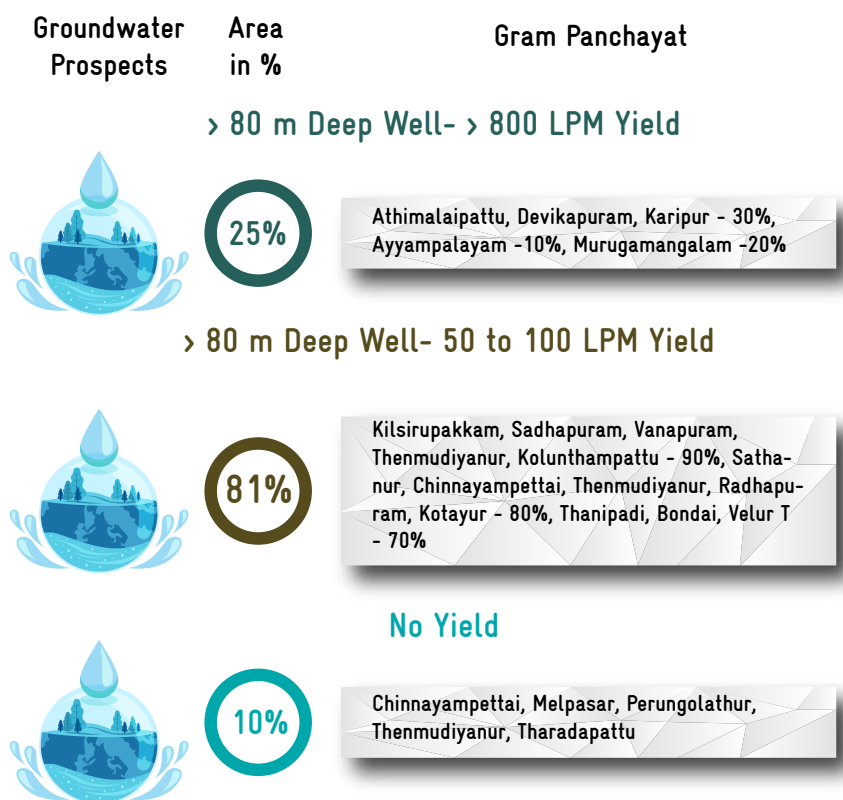 Groundwater
Prospects
Area
in %
Gram Panchayat
> 80 m Deep Well- > 800 LPM Yield
25%
Athimalaipattu, Devikapuram, Karipur - 30%,
Ayyampalayam -10%, Murugamangalam -20%
> 80 m Deep Well- 50 to 100 LPM Yield
81%
Kilsirupakkam, Sadhapuram, Vanapuram,
Thenmudiyanur, Kolunthampattu - 90%, Satha-
nur, Chinnayampettai, Thenmudiyanur, Radhapu-
ram, Kotayur - 80%, Thanipadi, Bondai, Velur T
- 70%
No Yield
10%
Chinnayampettai, Melpasar, Perungolathur,
Thenmudiyanur, Tharadapattu